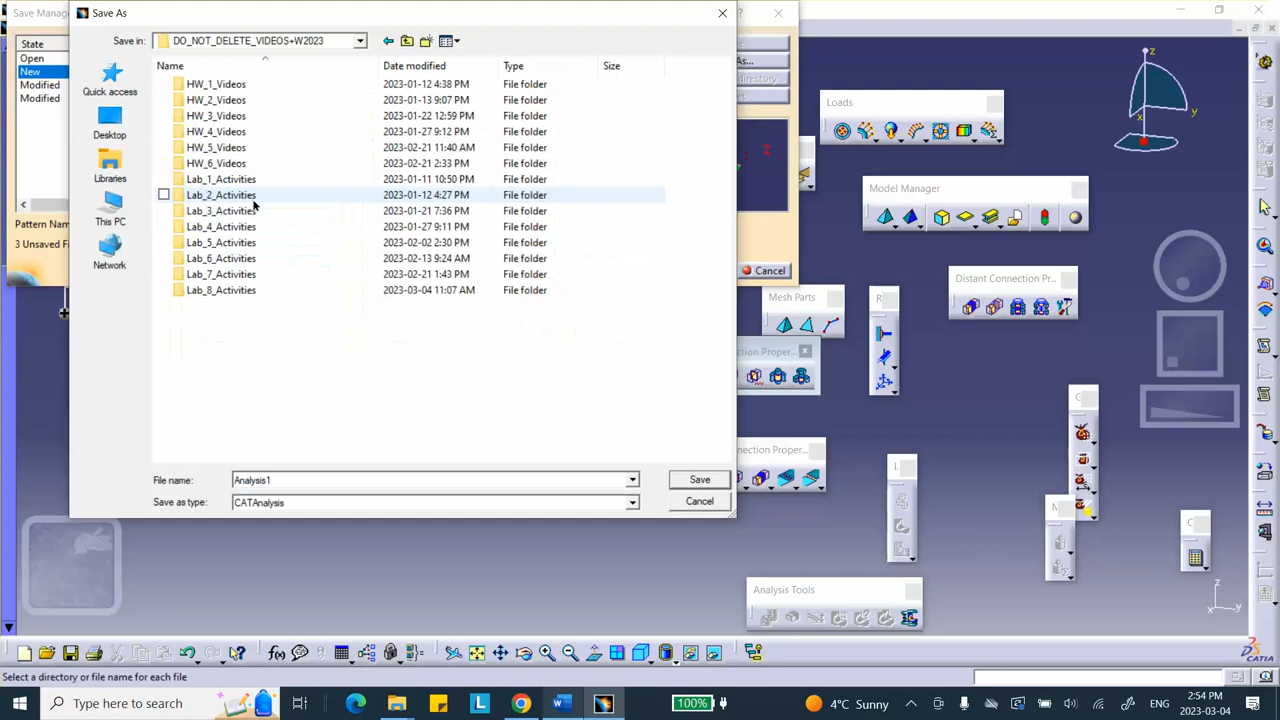 Save Manag
Save As
?
State
Open
New
Modified
Modified
Pattern Name
3 Unsaved Fi
Save in:
DO_NOT_DELETE_VIDEOS+W2023
Name
Date modified
Type
Size
HW_1_Videos 2023-01-12 4:38 PM File folder
HW_2_Videos 2023-01-13 9:07 PM File folder
HW_3_Videos 2023-01-22 12:59 PM File folder
HW_4_Videos 2023-01-27 9:12 PM File folder
HW_5_Videos 2023-02-21 11:40 AM File folder
HW_6_Videos 2023-02-21 2:33 PM File folder
Lab_1_Activities 2023-01-11 10:50 PM File folder
Lab_2_Activities 2023-01-12 4:27 PM File folder
Lab_3_Activities 2023-01-21 7:36 PM File folder
Lab_4_Activities 2023-01-27 9:11 PM File folder
Lab_5_Activities 2023-02-02 2:30 PM File folder
Lab_6_Activities 2023-02-13 9:24 AM File folder
Lab_7_Activities 2023-02-21 1:43 PM File folder
Lab_8_Activities 2023-03-04 11:07 AM File folder
Quick access
Desktop
Libraries
This PC
Network
File name:
Analysis1
Save
Save as type:
CATAnalysis
Cancel
As...
directory
Cancel
Loads
Model Manager
Distant Connection Pr...
Mesh Parts
R
ction Proper...
nnection Proper...
I.
G
M
C
Analysis Tools
z
y
x
z
y
x
f(x)
DS
CATIA
Select a directory or file name for each file
Type here to search
L
W
100%
4°C Sunny
ENG
2:54 PM
2023-03-04